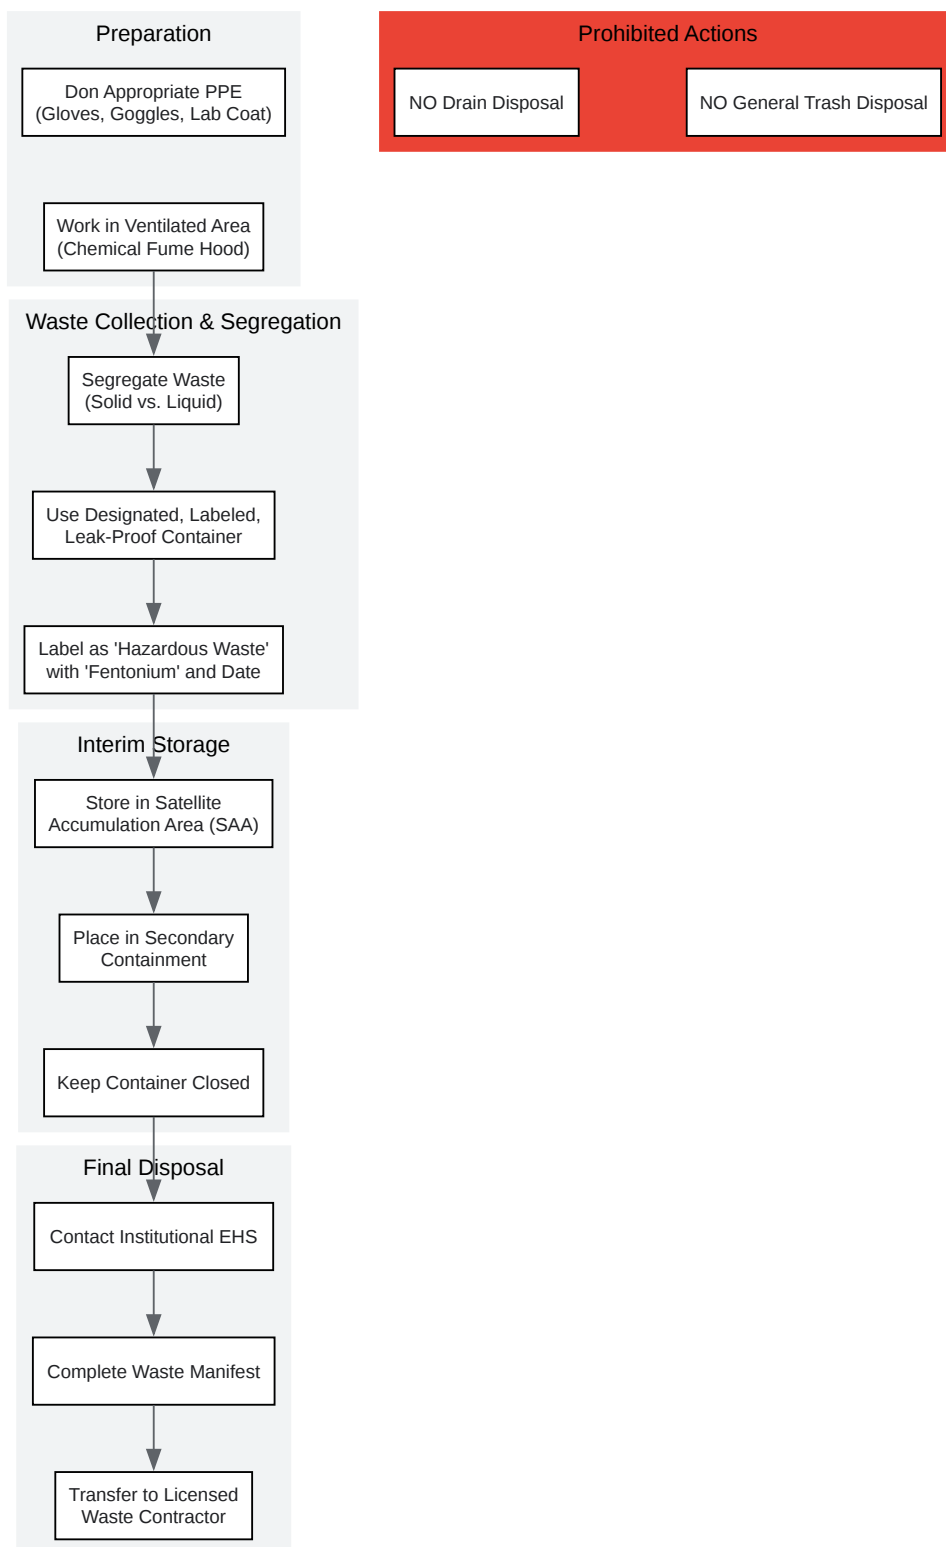 Preparation
Don Appropriate PPE
(Gloves, Goggles, Lab Coat)
Work in Ventilated Area
(Chemical Fume Hood)
Waste Collection & Segregation
Segregate Waste
(Solid vs. Liquid)
Use Designated, Labeled,
Leak-Proof Container
Label as 'Hazardous Waste'
with 'Fentonium' and Date
Interim Storage
Store in Satellite
Accumulation Area (SAA)
Place in Secondary
Containment
Keep Container Closed
Final Disposal
Contact Institutional EHS
Complete Waste Manifest
Transfer to Licensed
Waste Contractor
Prohibited Actions
NO Drain Disposal
NO General Trash Disposal